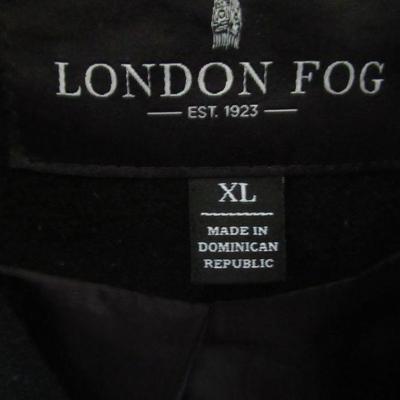 LONDON FOG
EST. 1923
XL
MADE IN
DOMINICAN
REPUBLIC